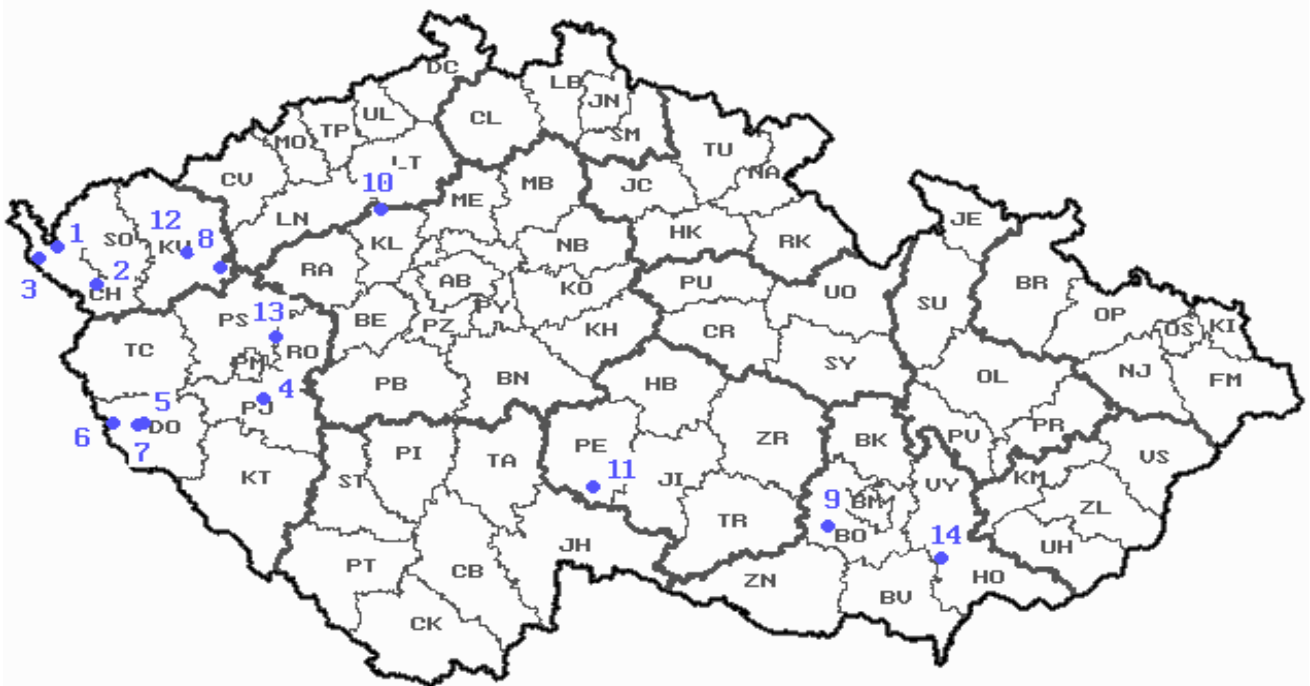 DC
LB
JN
CL
UL
TP
MO
SM
TU
LT
CV
MB
NA
10
JC
ME
LN
JE
12
1
SO
KV
8
KL
NB
HK
RK
3
2
CH
RA
AB
KO
PU
UO
SU
BR
OP
OS
KI
13
PS
BE
PZ
KH
CR
TC
RO
PM
SY
NJ
FM
PB
BN
HB
OL
4
PJ
5
6
DO
7
PE
ZR
BK
PV
PR
VS
KT
PI
TA
ST
11
JI
KM
VY
ZL
9
BM
BO
TR
UH
14
JH
PT
CB
ZN
HO
BV
CK